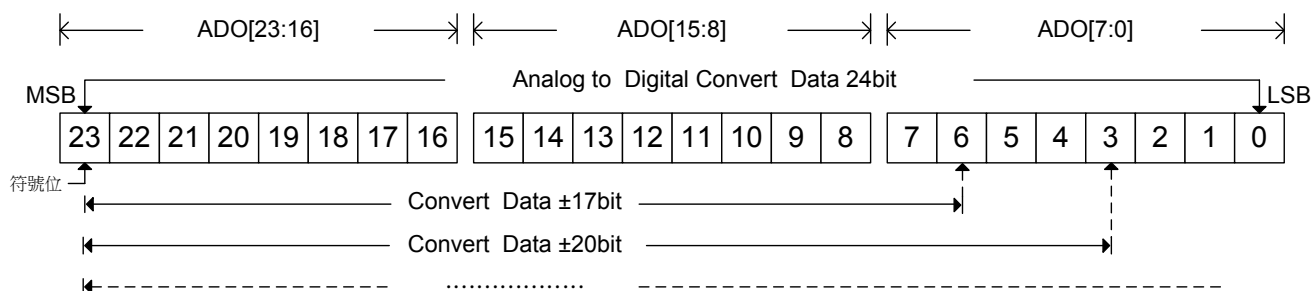 ADO[23:16] ADO[15:8] ADO[7:0]
Analog to Digital Convert Data 24bit
MSB LSB
23 22 21 20 19 18 17 16 15 14 13 12 11 10 9 8 7 6 5 4 3 2 1 0
符號位
Convert Data ±17bit
Convert Data ±20bit
..................